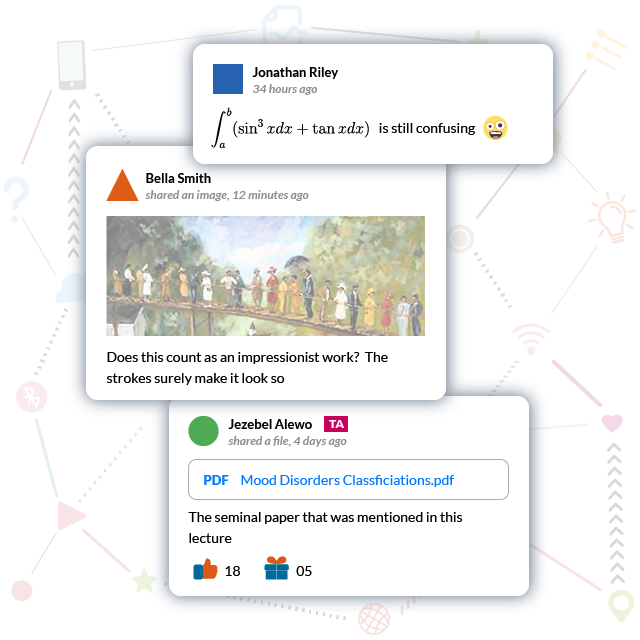 Jonathan Riley
34 hours ago
∫ₐᵇ (sin³ xdx + tan xdx) is still confusing 🤪
Bella Smith
shared an image, 12 minutes ago
Does this count as an impressionist work? The
strokes surely make it look so
Jezebel Alewo TA
shared a file, 4 days ago
PDF Mood Disorders Classficiations.pdf
The seminal paper that was mentioned in this
lecture
18 05